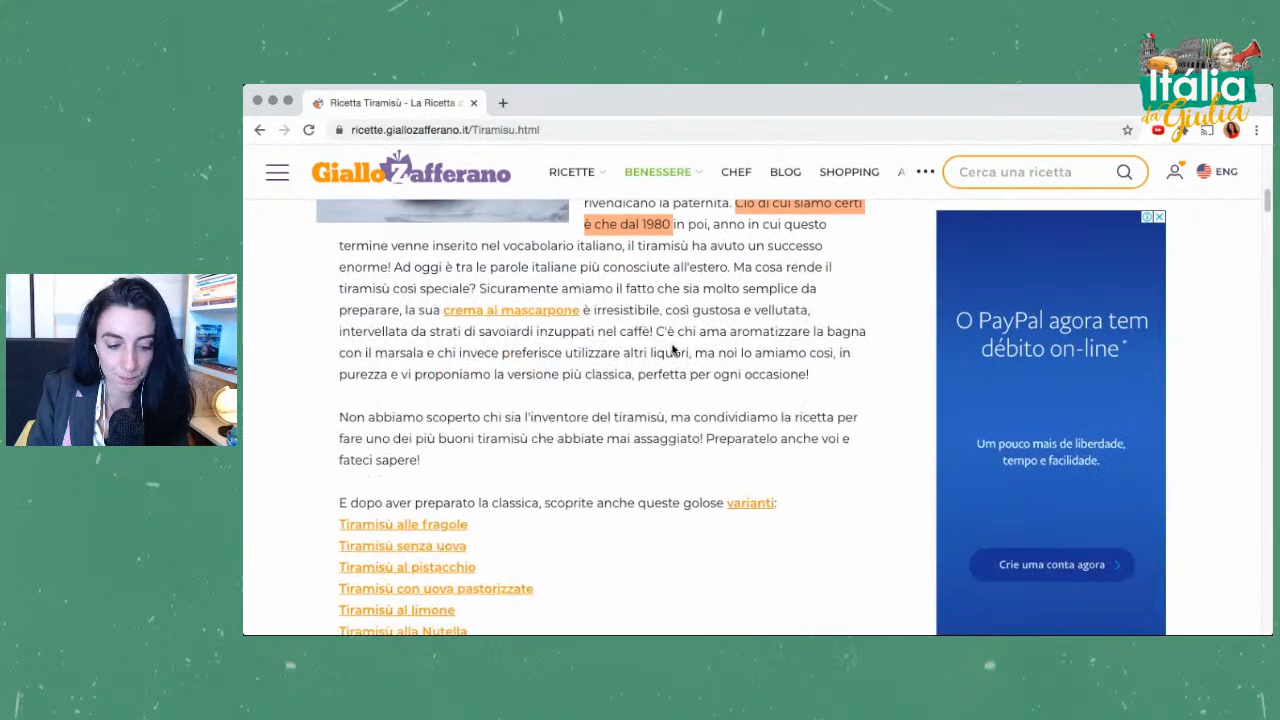 Itália
da Giulia
Ricetta Tiramisù - La Ricetta
ricette.giallozafferano.it/Tiramisu.html
GialloZafferano
RICETTE
BENESSERE
CHEF
BLOG
SHOPPING
A
Cerca una ricetta
ENG
rivendicano la paternità. Ciò di cui siamo certi
è che dal 1980 in poi, anno in cui questo
termine venne inserito nel vocabolario italiano, il tiramisù ha avuto un successo
enorme! Ad oggi è tra le parole italiane più conosciute all'estero. Ma cosa rende il
tiramisù così speciale? Sicuramente amiamo il fatto che sia molto semplice da
preparare, la sua crema al mascarpone è irresistibile, così gustosa e vellutata,
intervellata da strati di savoiardi inzuppati nel caffè! C'è chi ama aromatizzare la bagna
con il marsala e chi invece preferisce utilizzare altri liquori, ma noi lo amiamo così, in
purezza e vi proponiamo la versione più classica, perfetta per ogni occasione!
Non abbiamo scoperto chi sia l'inventore del tiramisù, ma condividiamo la ricetta per
fare uno dei più buoni tiramisù che abbiate mai assaggiato! Preparatelo anche voi e
fateci sapere!
E dopo aver preparato la classica, scoprite anche queste golose varianti:
Tiramisù alle fragole
Tiramisù senza uova
Tiramisù al pistacchio
Tiramisù con uova pastorizzate
Tiramisù al limone
Tiramisù alla Nutella
O PayPal agora tem
débito on-line*
Um pouco mais de liberdade,
tempo e facilidade.
Crie uma conta agora